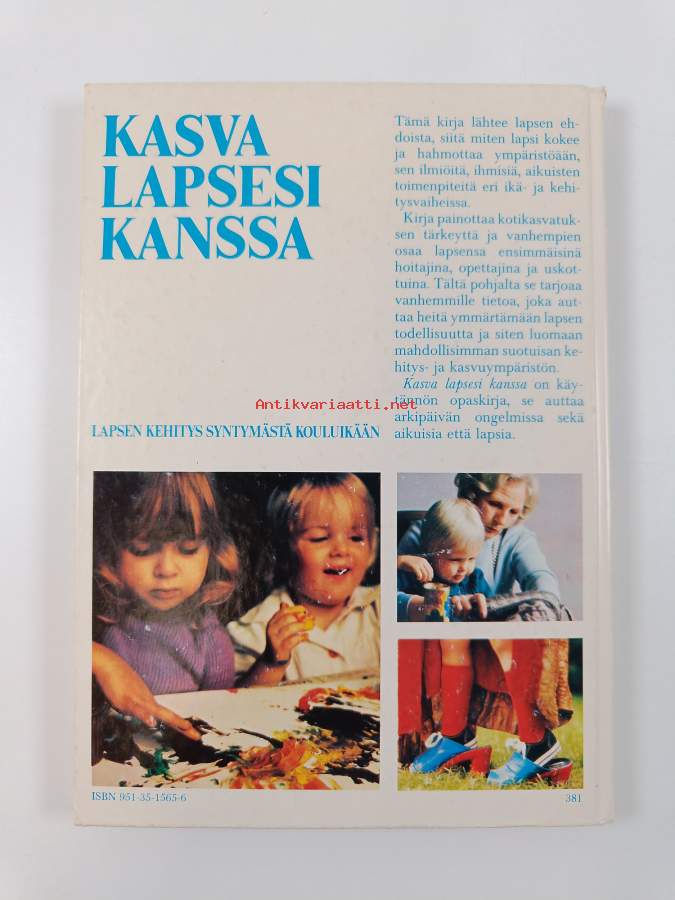 KASVA
LAPSESI
KANSSA
LAPSEN KEHITYS SYNTYMÄSTÄ KOULUIKÄÄN
Tämä kirja lähtee lapsen eh-
doista, siitä miten lapsi kokee
ja hahmottaa ympäristöään,
sen ilmiöitä, ihmisiä, aikuisten
toimenpiteitä eri ikä- ja kehi-
tysvaiheissa.
Kirja painottaa kotikasvatuk-
sen tärkeyttä ja vanhempien
osaa lapsensa ensimmäisinä
hoitajina, opettajina ja uskot-
tuina. Tältä pohjalta se tarjoaa
vanhemmille tietoa, joka aut-
taa heitä ymmärtämään lapsen
todellisuutta ja siten luomaan
mahdollisimman suotuisan ke-
hitys- ja kasvuympäristön.
Kasva lapsesi kanssa on käy-
tännön opaskirja, se auttaa
arkipäivän ongelmissa sekä
aikuisia että lapsia.
Antikvariaatti.net
ISBN 951-35-1565-6
381